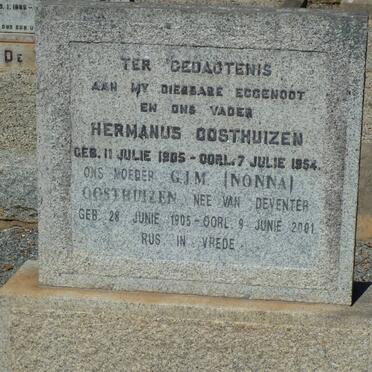 TER GEDAGTENIS
AAN MY DIERBARE EGGENOOT
EN ONS VADER
HERMANUS OOSTHUIZEN
GEB. 11 JULIE 1905 - OORL. 7 JULIE 1954.
ONS MOEDER G.J.M. (NONNA)
OOSTHUIZEN NEE VAN DEVENTER
GEB. 28 JUNIE 1905 - OORL. 9 JUNIE 2001
RUS IN VREDE.
DE